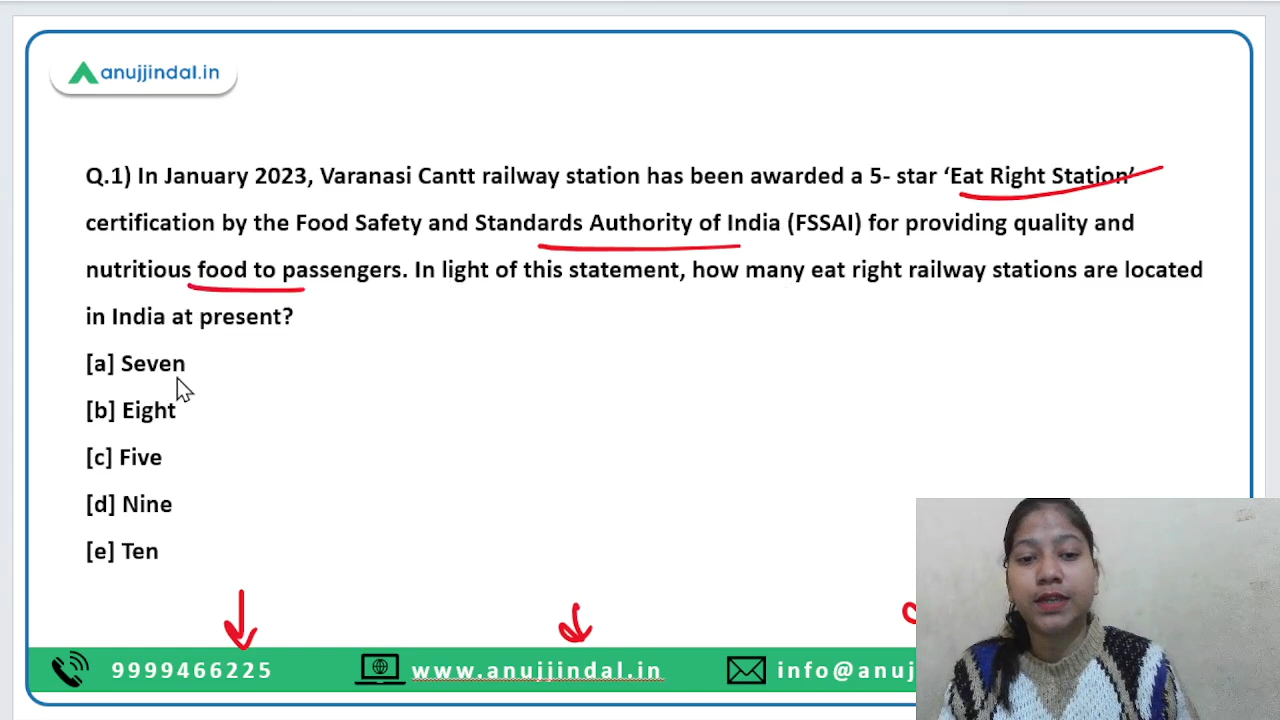 anujjindal.in
Q.1) In January 2023, Varanasi Cantt railway station has been awarded a 5- star ‘Eat Right Station’
certification by the Food Safety and Standards Authority of India (FSSAI) for providing quality and
nutritious food to passengers. In light of this statement, how many eat right railway stations are located
in India at present?
[a] Seven
[b] Eight
[c] Five
[d] Nine
[e] Ten
9999466225 www.anujjindal.in info@anuj